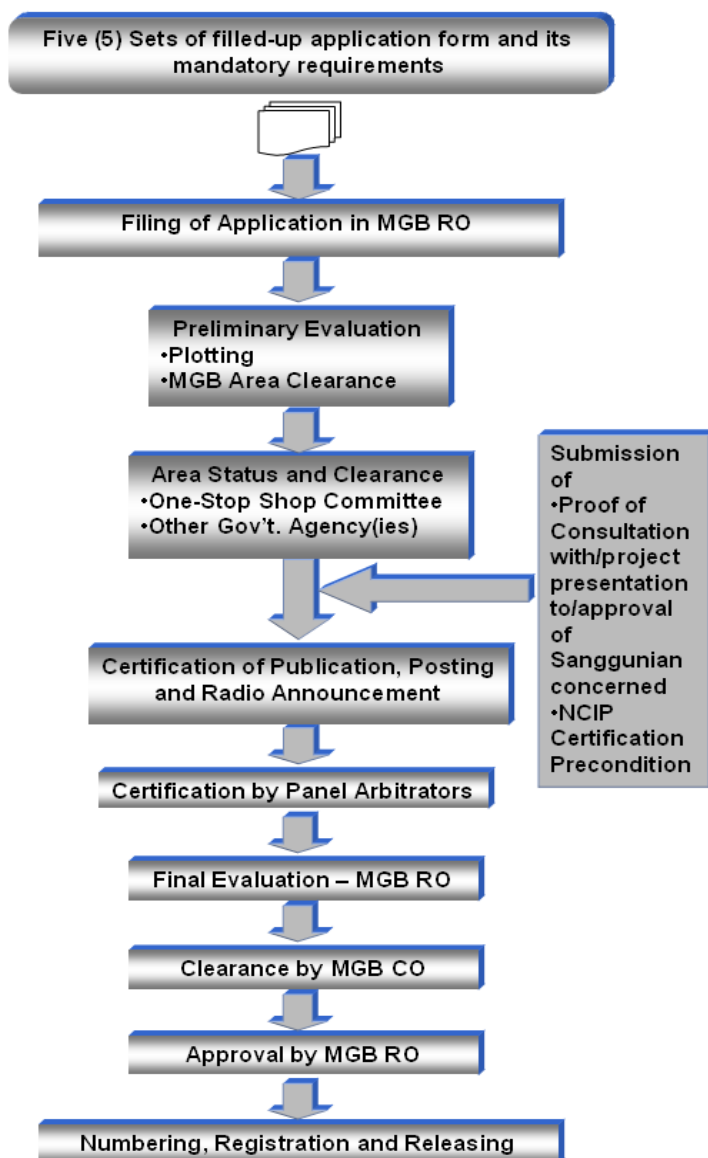 Five (5) Sets of filled-up application form and its
mandatory requirements
Filing of Application in MGB RO
Preliminary Evaluation
•Plotting
•MGB Area Clearance
Area Status and Clearance
•One-Stop Shop Committee
•Other Gov't. Agency(ies)
Submission
of
•Proof of
Consultation
with/project
presentation
to/approval
of
Sanggunian
concerned
•NCIP
Certification
Precondition
Certification of Publication, Posting
and Radio Announcement
Certification by Panel Arbitrators
Final Evaluation – MGB RO
Clearance by MGB CO
Approval by MGB RO
Numbering, Registration and Releasing